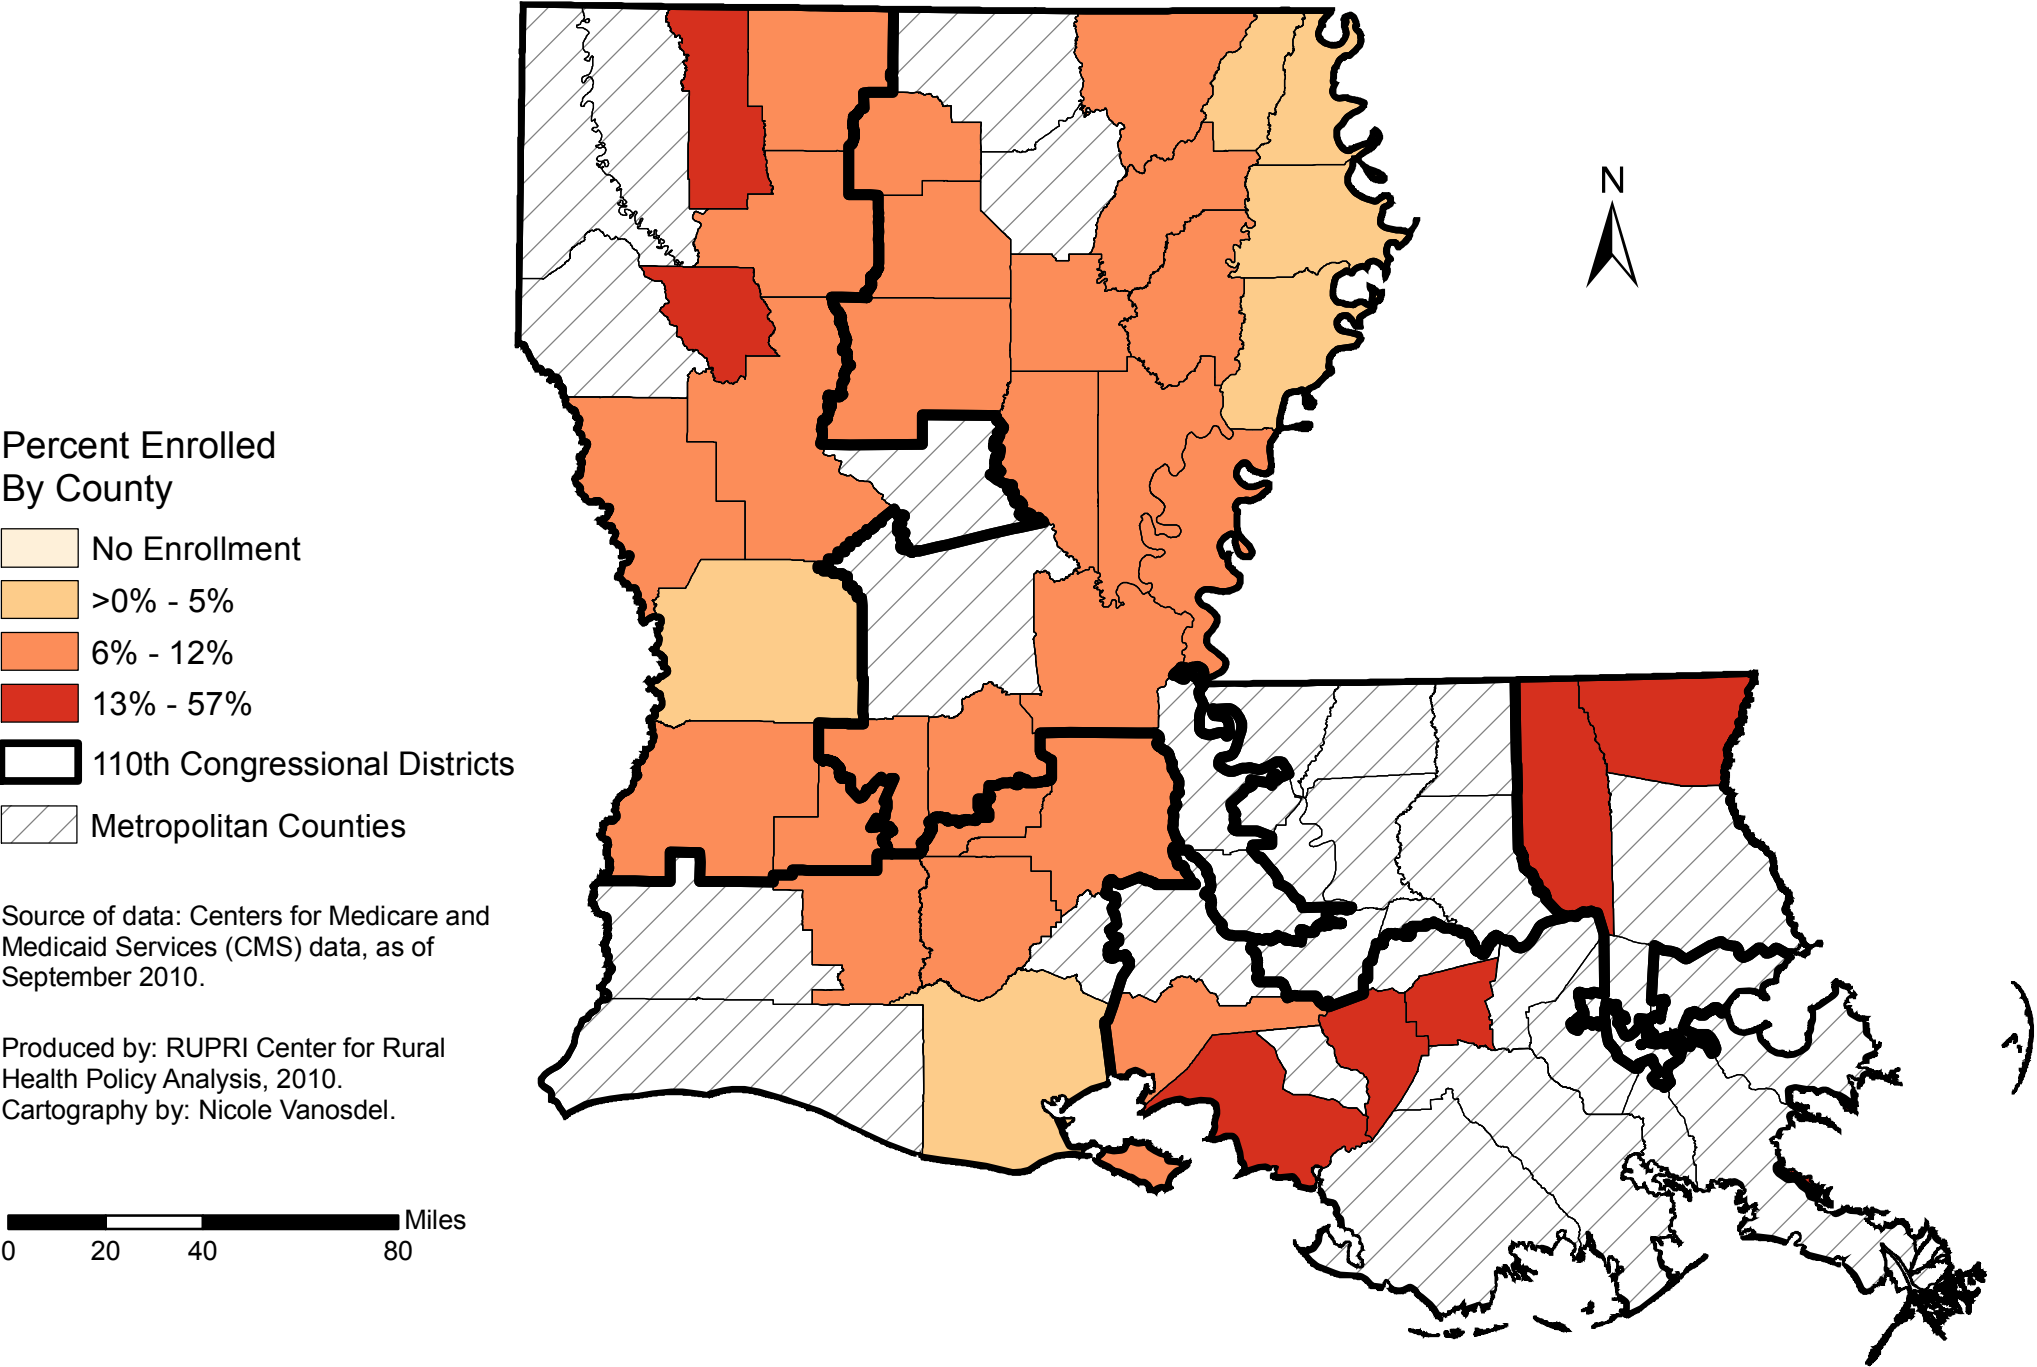 N
Percent Enrolled
By County
No Enrollment
>0% - 5%
6% - 12%
13% - 57%
110th Congressional Districts
Metropolitan Counties
Source of data: Centers for Medicare and
Medicaid Services (CMS) data, as of
September 2010.
Produced by: RUPRI Center for Rural
Health Policy Analysis, 2010.
Cartography by: Nicole Vanosdel.
Miles
0 20 40 80